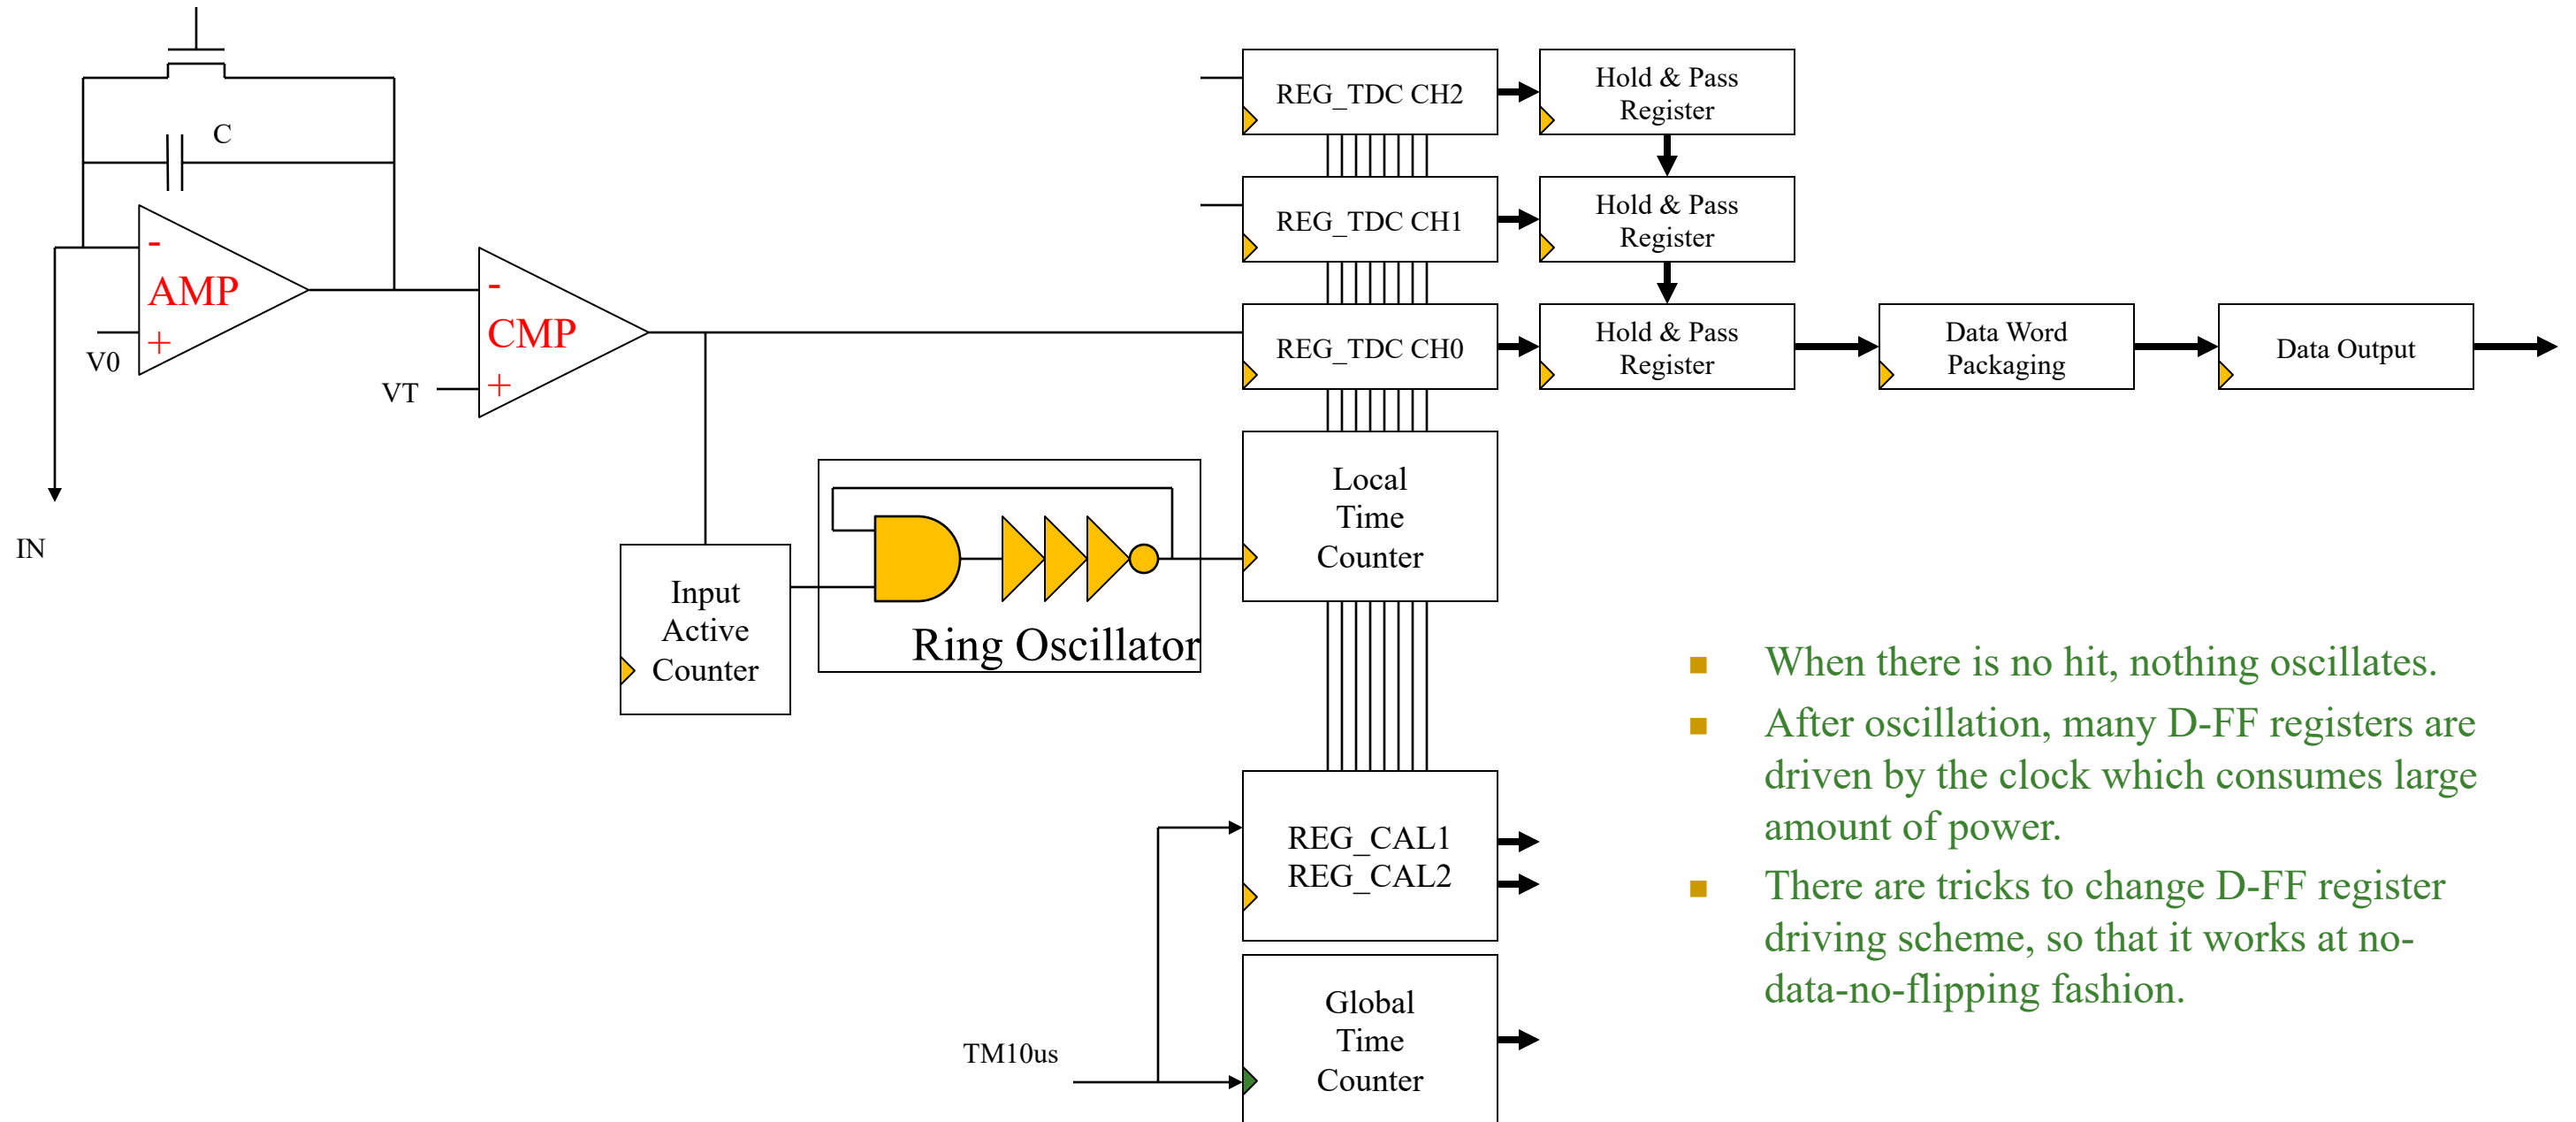 C
-
AMP
+
V0
IN
-
CMP
+
VT
REG_TDC CH2
Hold & Pass
Register
REG_TDC CH1
Hold & Pass
Register
REG_TDC CH0
Hold & Pass
Register
Data Word
Packaging
Data Output
Local
Time
Counter
Input
Active
Counter
Ring Oscillator
REG_CAL1
REG_CAL2
Global
Time
Counter
TM10us
When there is no hit, nothing oscillates.
After oscillation, many D-FF registers are
driven by the clock which consumes large
amount of power.
There are tricks to change D-FF register
driving scheme, so that it works at no-
data-no-flipping fashion.